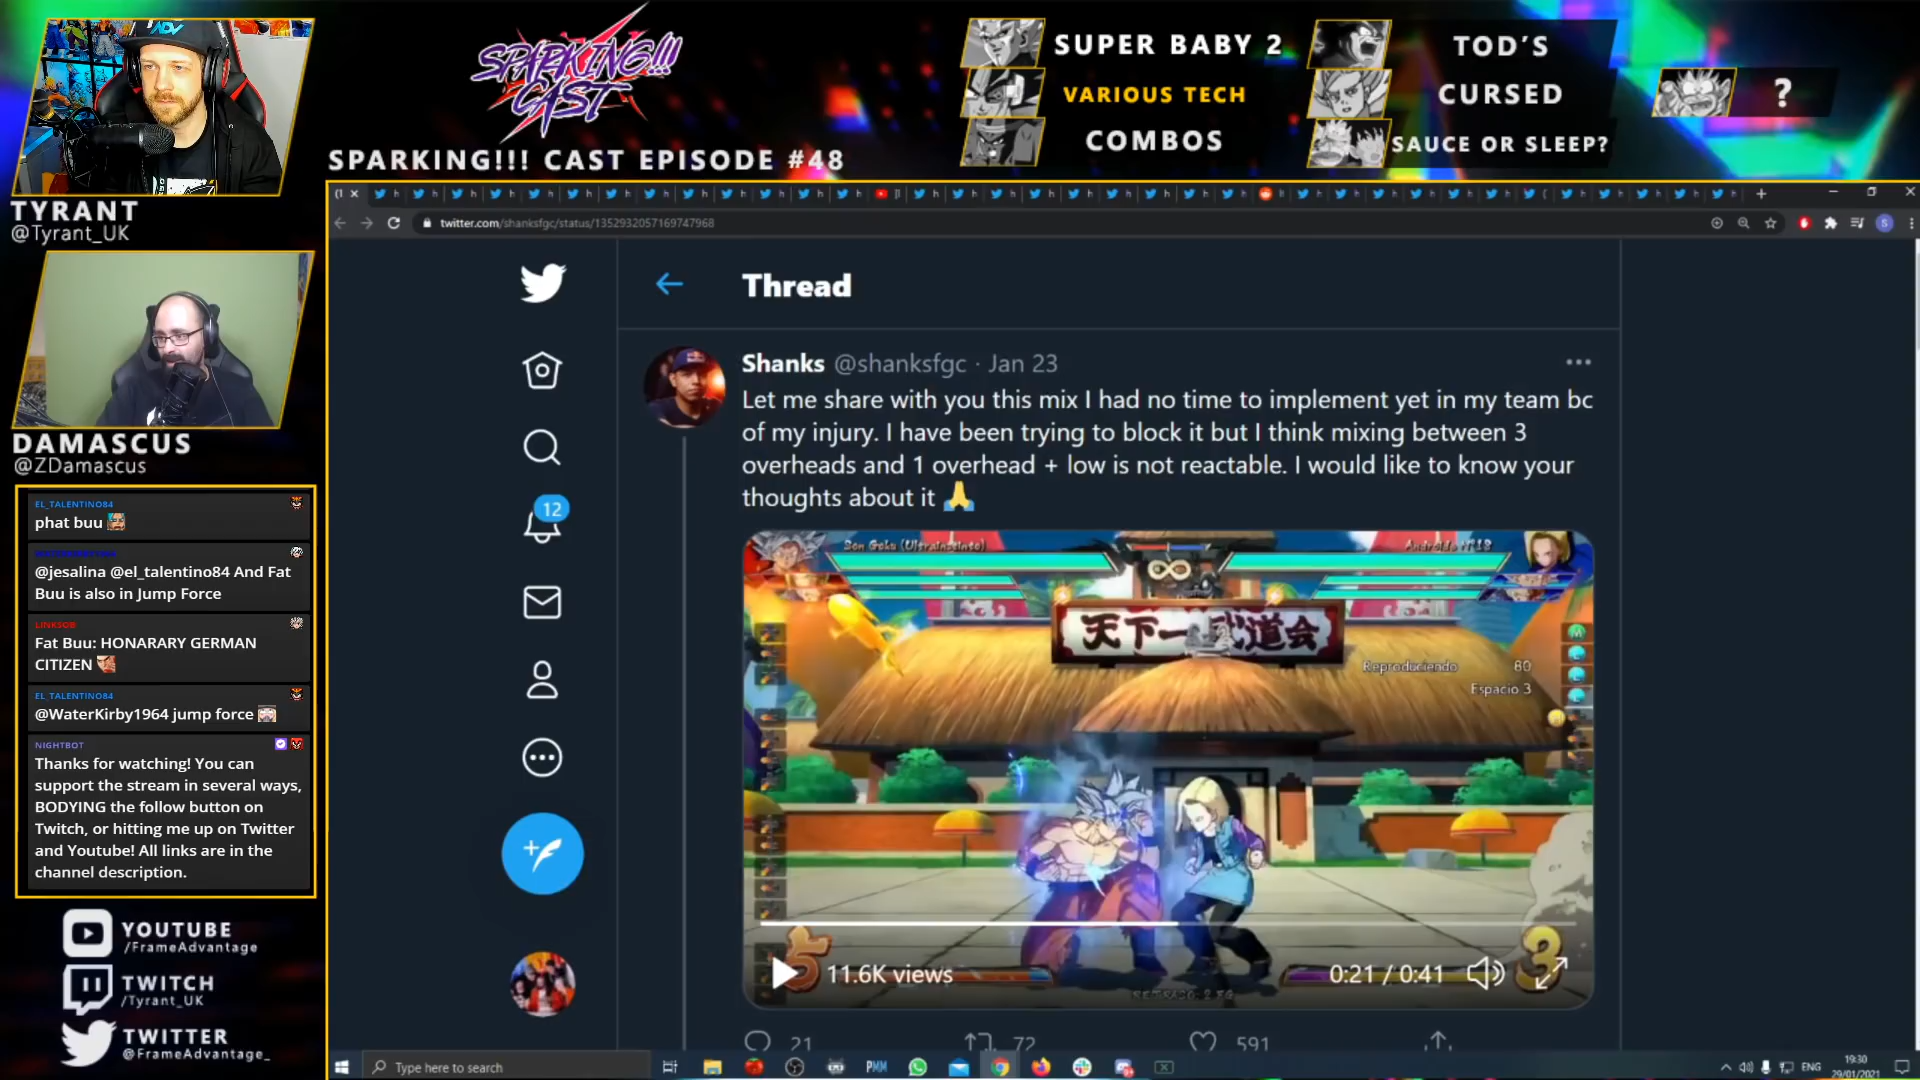 SPARKING!!!
CAST
SPARKING!!! CAST EPISODE #48
SUPER BABY 2
VARIOUS TECH
COMBOS
TOD'S
CURSED
SAUCE OR SLEEP?
?
TYRANT
@Tyrant_UK
DAMASCUS
@ZDamascus
EL_TALENTINO84
phat buu
@jesalina @el_talentino84 And Fat
Buu is also in Jump Force
LINKSOB
Fat Buu: HONARARY GERMAN
CITIZEN
EL_TALENTINO84
@WaterKirby1964 jump force
NIGHTBOT
Thanks for watching! You can
support the stream in several ways,
BODYING the follow button on
Twitch, or hitting me up on Twitter
and Youtube! All links are in the
channel description.
YOUTUBE
/FrameAdvantage
TWITCH
/Tyrant_UK
TWITTER
@FrameAdvantage_
twitter.com/shanksfgc/status/1352932057169747968
Thread
Shanks @shanksfgc · Jan 23
Let me share with you this mix I had no time to implement yet in my team bc
of my injury. I have been trying to block it but I think mixing between 3
overheads and 1 overhead + low is not reactable. I would like to know your
thoughts about it
12
Son Goku (Ultrainstinto)
天下一武道会
Reproduciendo 80
Espacio 3
5
3
11.6K views
0:21 / 0:41
21
72
591
Type here to search
PMM
ENG
19:30
29/01/2021